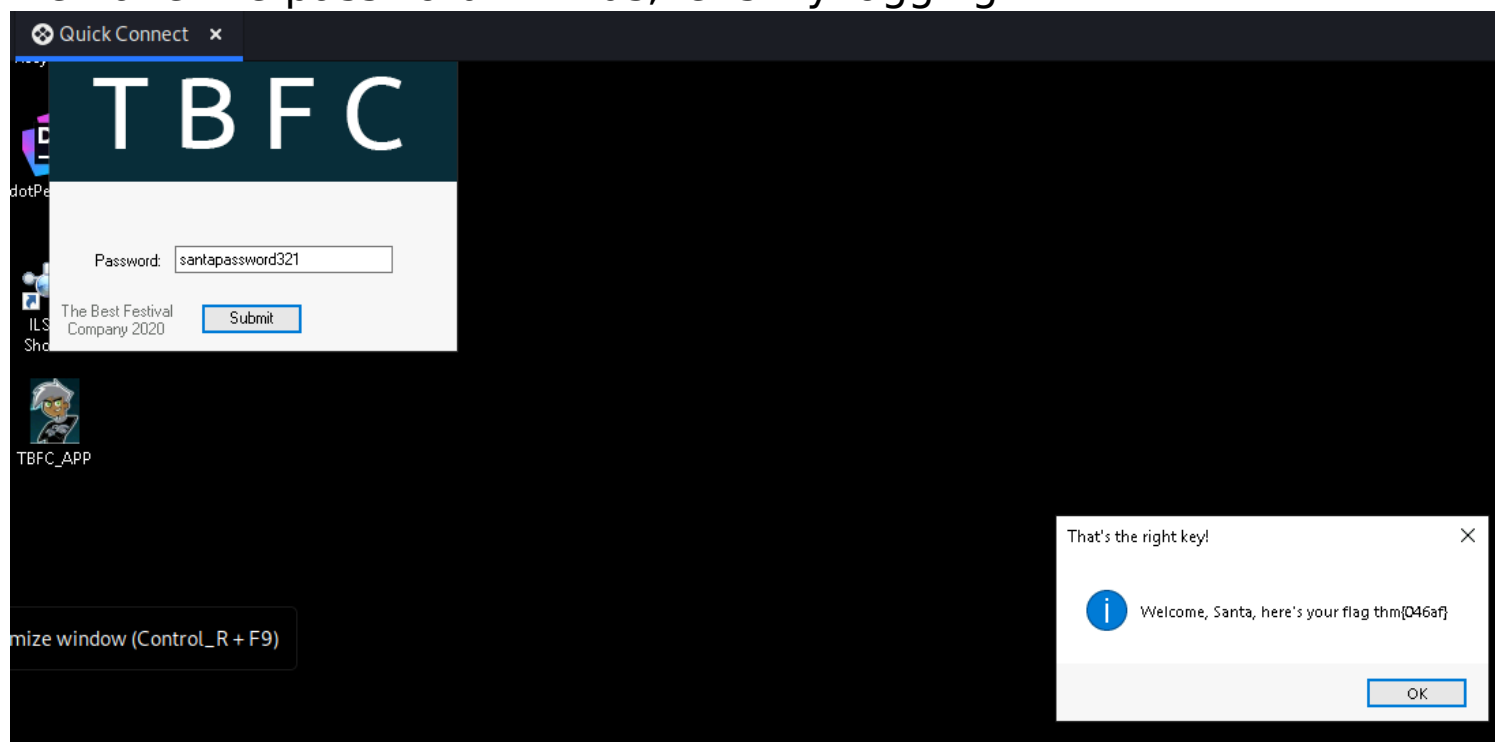 Quick Connect ×
T B F C
dotPe
Password: santapassword321
The Best Festival
Company 2020
Submit
ILS
Sho
TBFC_APP
That's the right key!
Welcome, Santa, here's your flag thm{046af}
mize window (Control_R + F9)
OK